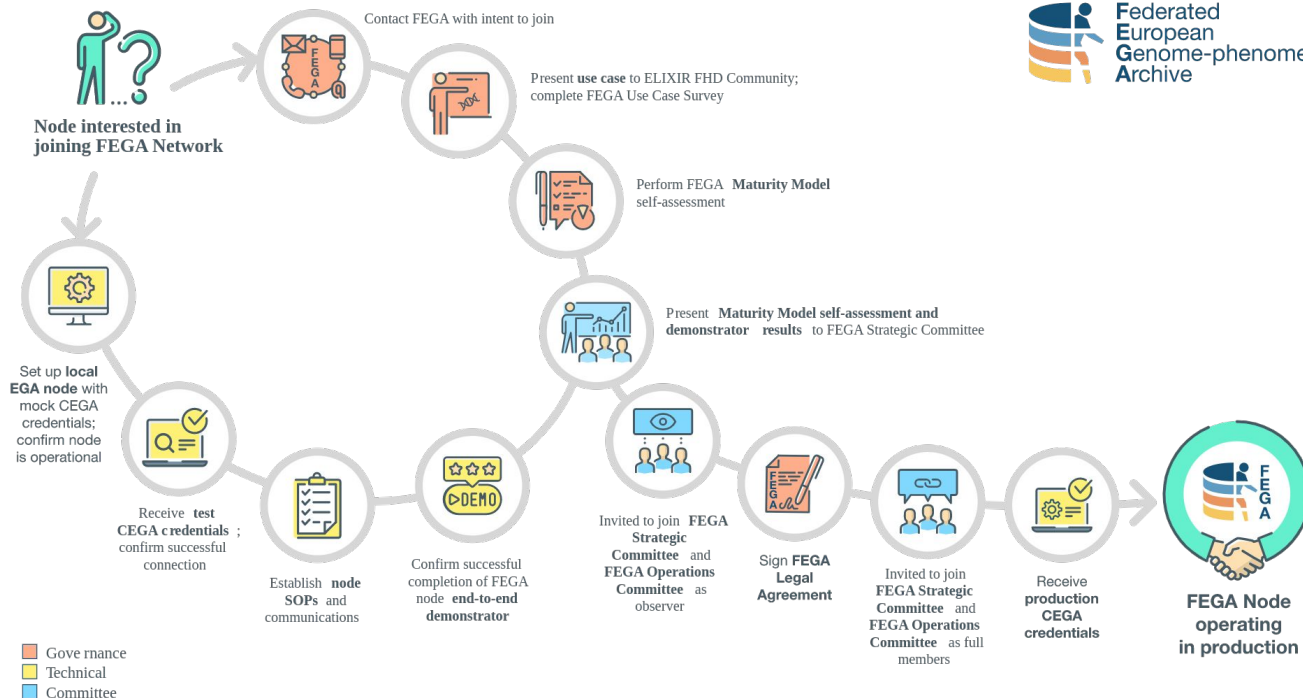 Federated
European
Genome-phenome
Archive
Contact FEGA with intent to join
FEGA
Present use case to ELIXIR FHD Community;
complete FEGA Use Case Survey
Node interested in
joining FEGA Network
Perform FEGA Maturity Model
self-assessment
Present Maturity Model self-assessment and
demonstrator results to FEGA Strategic Committee
Set up local
EGA node with
mock CEGA
credentials;
confirm node
is operational
Receive test
CEGA credentials ;
confirm successful
connection
Establish node
SOPs and
communications
DEMO
Confirm successful
completion of FEGA
node end-to-end
demonstrator
Invited to join FEGA
Strategic
Committee and
FEGA Operations
Committee as
observer
FEGA
Sign FEGA
Legal
Agreement
Invited to join
FEGA Strategic
Committee and
FEGA Operations
Committee as full
members
Receive
production
CEGA
credentials
FEGA
FEGA Node
operating
in production
Gove rnance
Technical
Committee